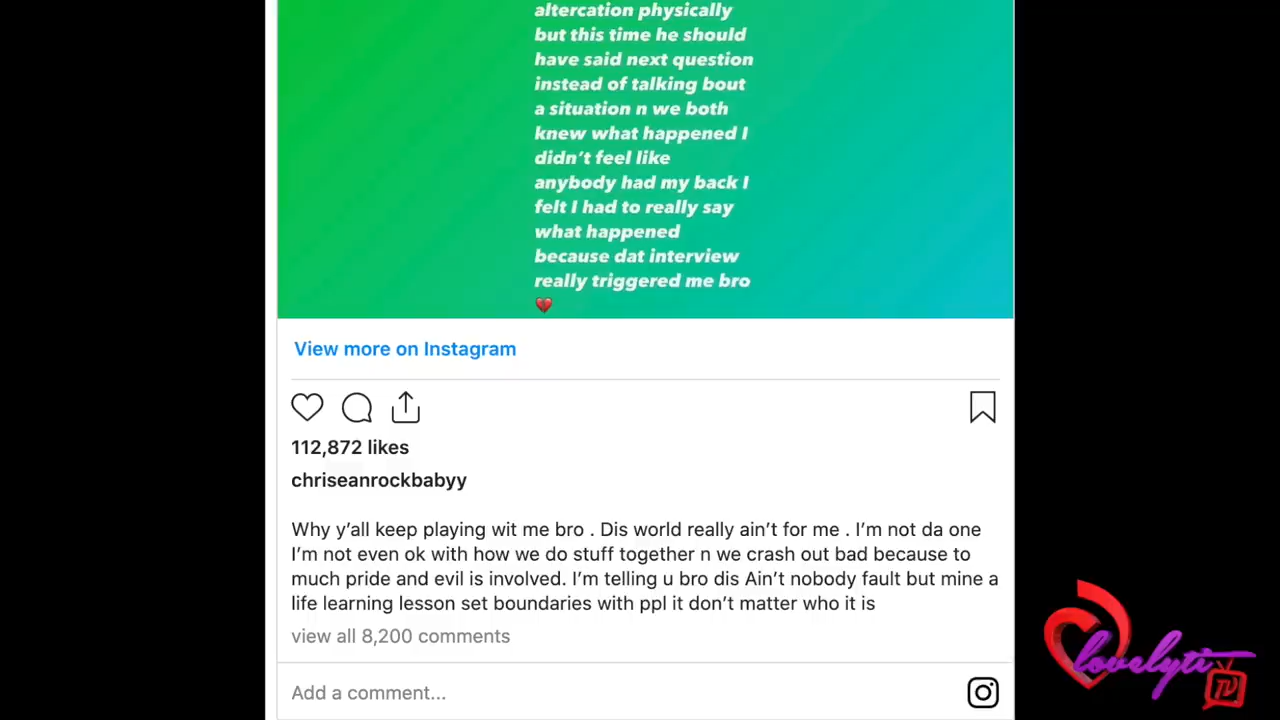 altercation physically
but this time he should
have said next question
instead of talking bout
a situation n we both
knew what happened I
didn’t feel like
anybody had my back I
felt I had to really say
what happened
because dat interview
really triggered me bro
💔
View more on Instagram
112,872 likes
chriseanrockbabyy
Why y’all keep playing wit me bro . Dis world really ain’t for me . I’m not da one
I’m not even ok with how we do stuff together n we crash out bad because to
much pride and evil is involved. I’m telling u bro dis Ain’t nobody fault but mine a
life learning lesson set boundaries with ppl it don’t matter who it is
view all 8,200 comments
Add a comment...
lovelyti
TV